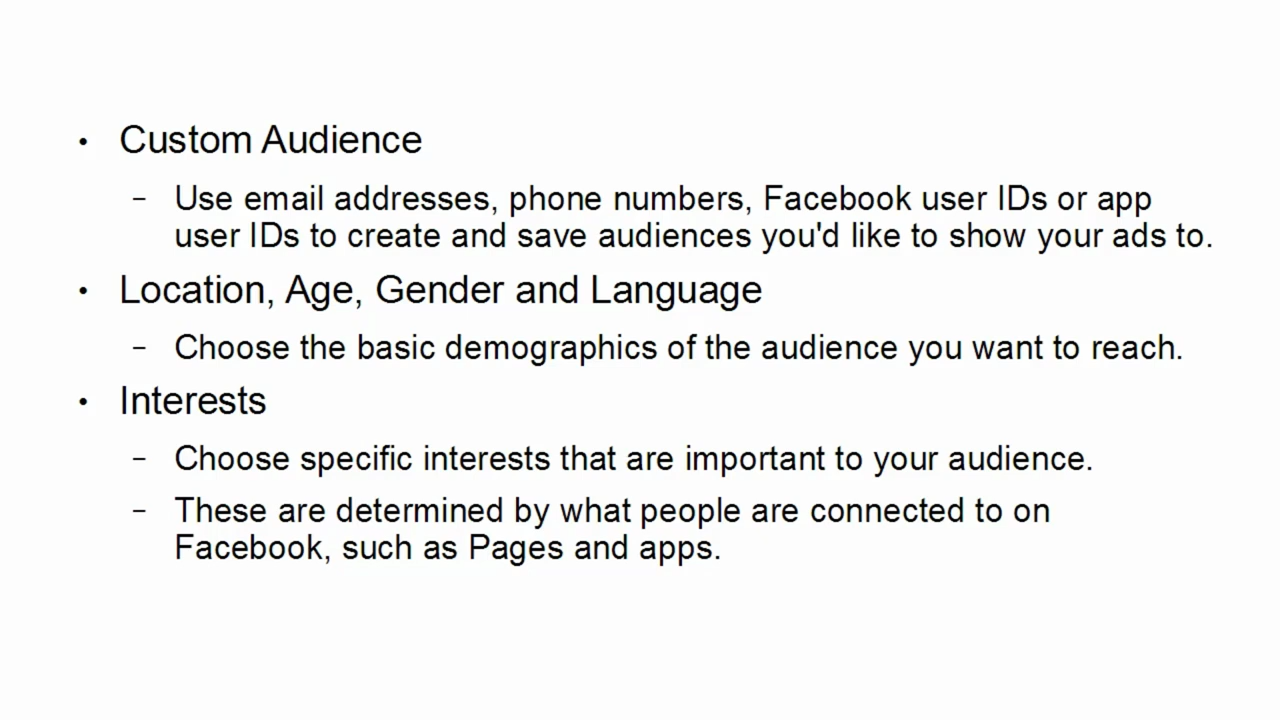 • Custom Audience
– Use email addresses, phone numbers, Facebook user IDs or app
user IDs to create and save audiences you'd like to show your ads to.
• Location, Age, Gender and Language
– Choose the basic demographics of the audience you want to reach.
• Interests
– Choose specific interests that are important to your audience.
– These are determined by what people are connected to on
Facebook, such as Pages and apps.